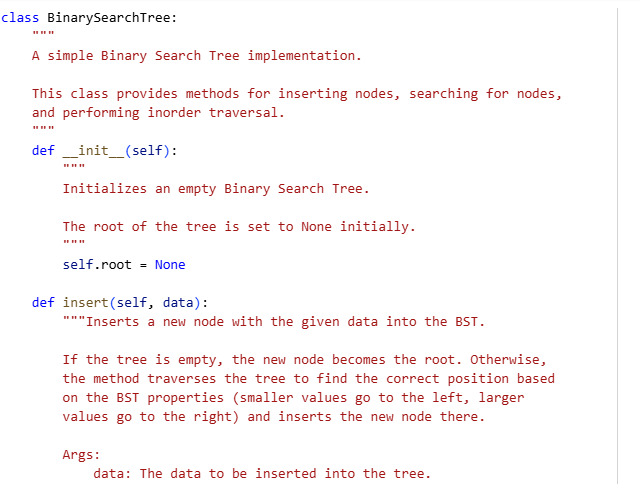 class BinarySearchTree:
    """
    A simple Binary Search Tree implementation.

    This class provides methods for inserting nodes, searching for nodes,
    and performing inorder traversal.
    """
    def __init__(self):
        """
        Initializes an empty Binary Search Tree.

        The root of the tree is set to None initially.
        """
        self.root = None

    def insert(self, data):
        """Inserts a new node with the given data into the BST.

        If the tree is empty, the new node becomes the root. Otherwise,
        the method traverses the tree to find the correct position based
        on the BST properties (smaller values go to the left, larger
        values go to the right) and inserts the new node there.

        Args:
            data: The data to be inserted into the tree.